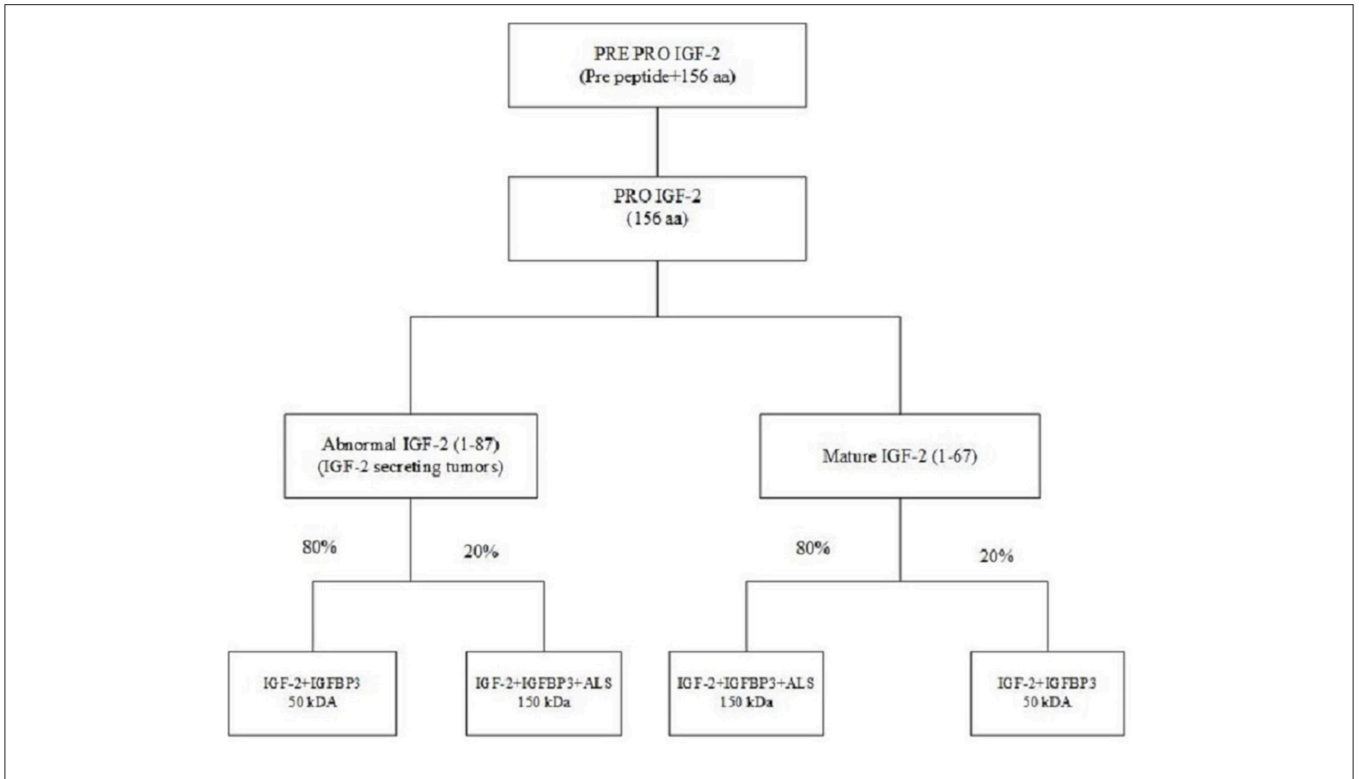 PRE PRO IGF-2
(Pre peptide+156 aa)
PRO IGF-2
(156 aa)
Abnormal IGF-2 (1-87)
(IGF-2 secreting tumors)
Mature IGF-2 (1-67)
80%
20%
80%
20%
IGF-2+IGFBP3
50 kDA
IGF-2+IGFBP3+ALS
150 kDa
IGF-2+IGFBP3+ALS
150 kDa
IGF-2+IGFBP3
50 kDA